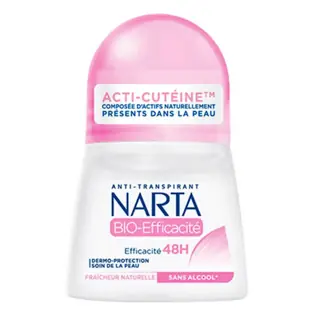 ACTI-CUTÉINE™
COMPOSÉE D'ACTIFS NATURELLEMENT
PRÉSENTS DANS LA PEAU
ANTI-TRANSPIRANT
NARTA
BIO-Efficacité
Efficacité 48H
DERMO-PROTECTION
SOIN DE LA PEAU
FRAÎCHEUR NATURELLE SANS ALCOOL*